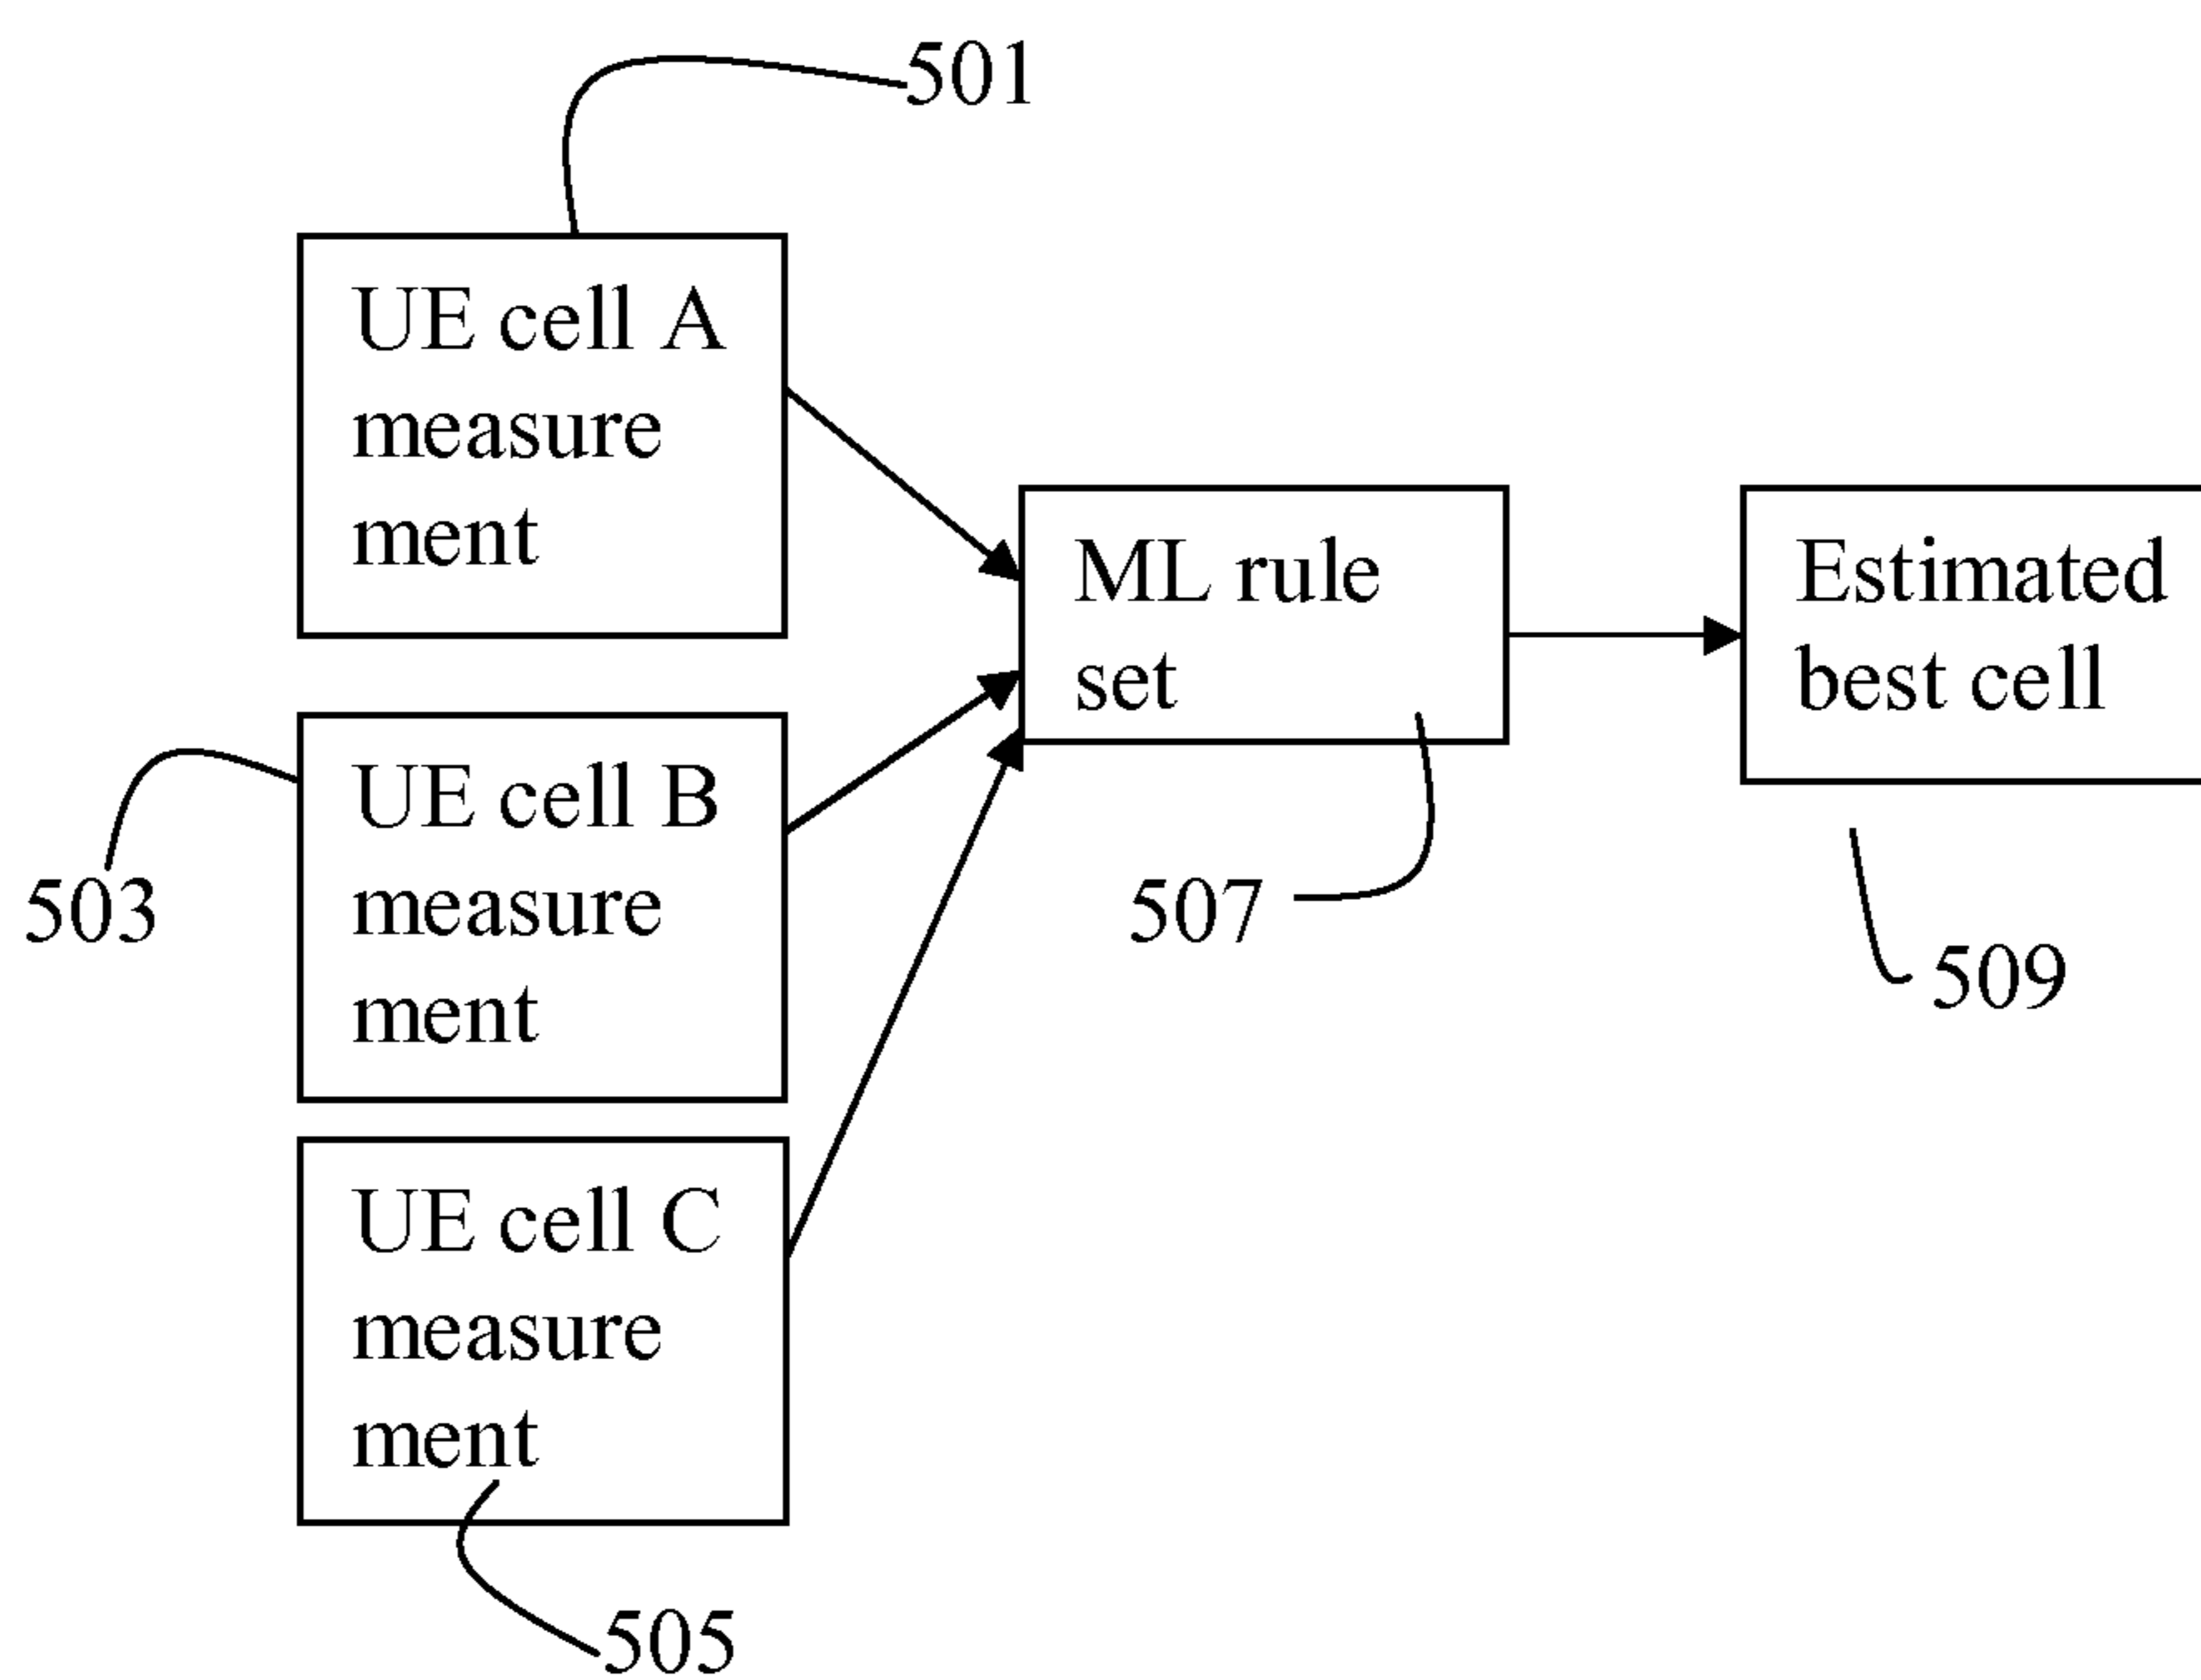 501
UE cell A
measure
ment
ML rule
set
Estimated
best cell
UE cell B
measure
ment
503
507
509
UE cell C
measure
ment
505